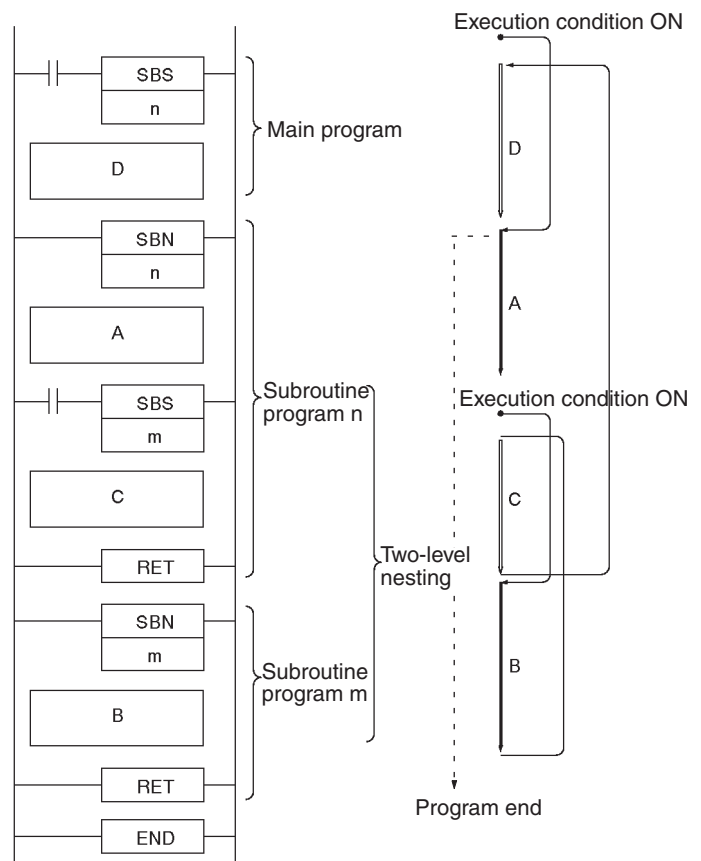 Execution condition ON
SBS
n
Main program
D
D
SBN
n
A
A
SBS
m
Subroutine
program n
Execution condition ON
C
C
RET
Two-level
nesting
SBN
m
Subroutine
program m
B
B
RET
Program end
END